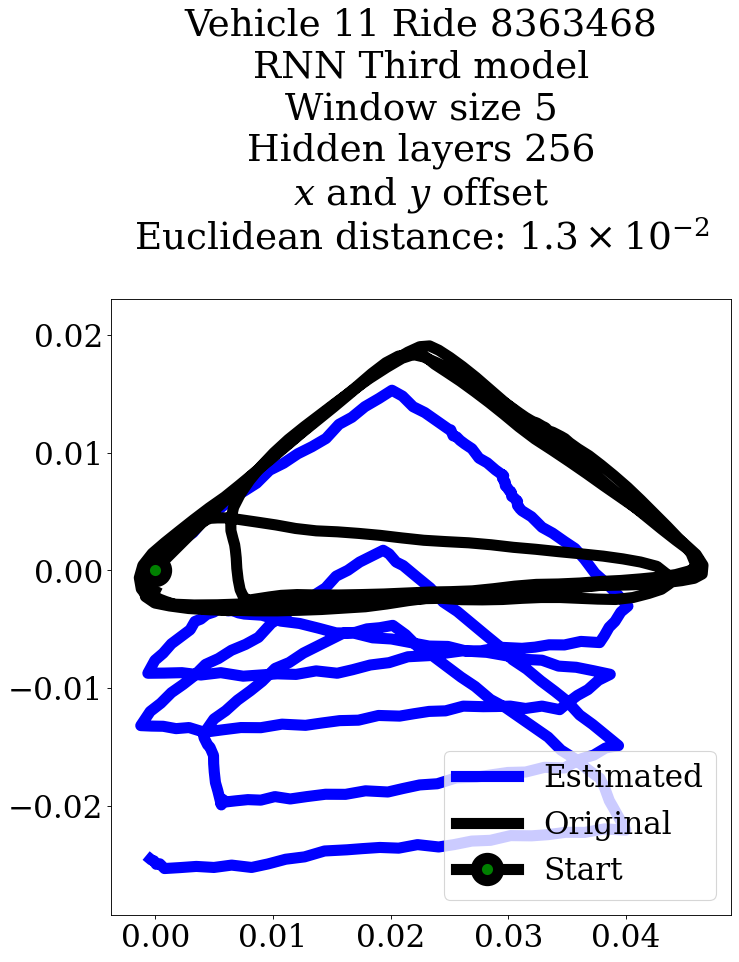 Vehicle 11 Ride 8363468
RNN Third model
Window size 5
Hidden layers 256
x and y offset
Euclidean distance: 1.3 × 10⁻²
0.02
0.01
0.00
−0.01
−0.02
Estimated
Original
Start
0.00 0.01 0.02 0.03 0.04